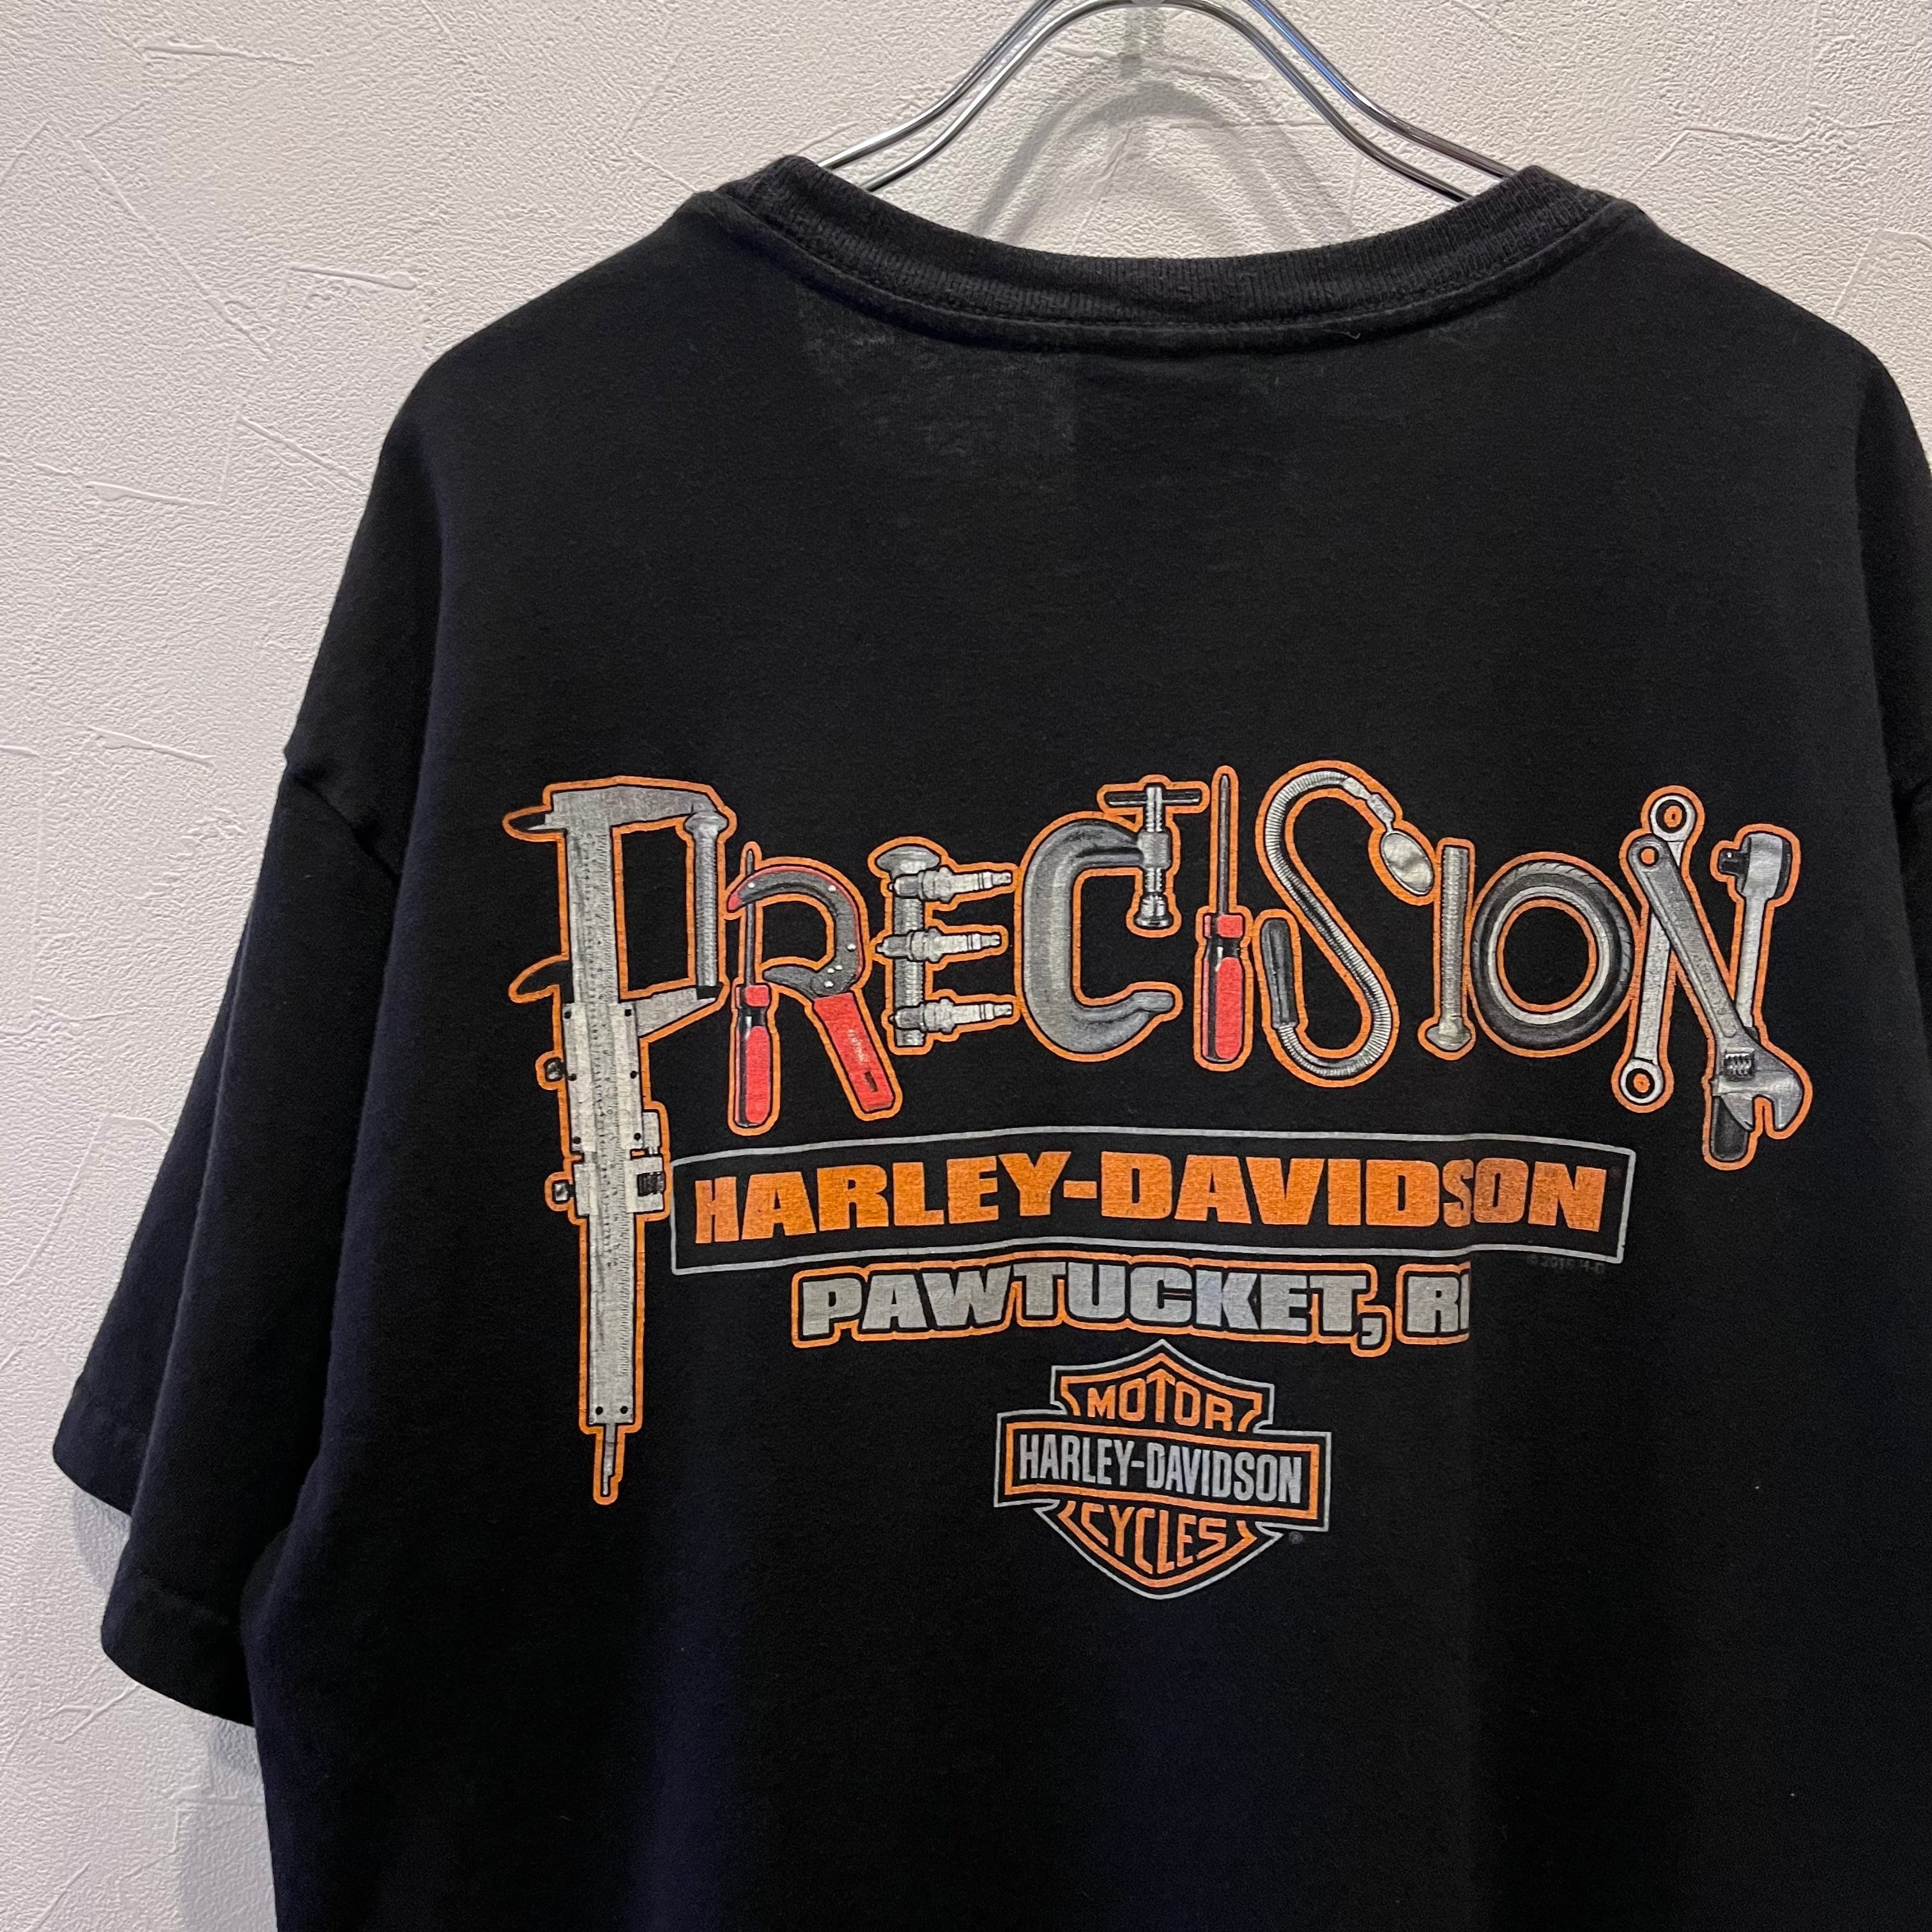 PRECISION
HARLEY-DAVIDSON
PAWTUCKET, RI
MOTOR
HARLEY-DAVIDSON
CYCLES